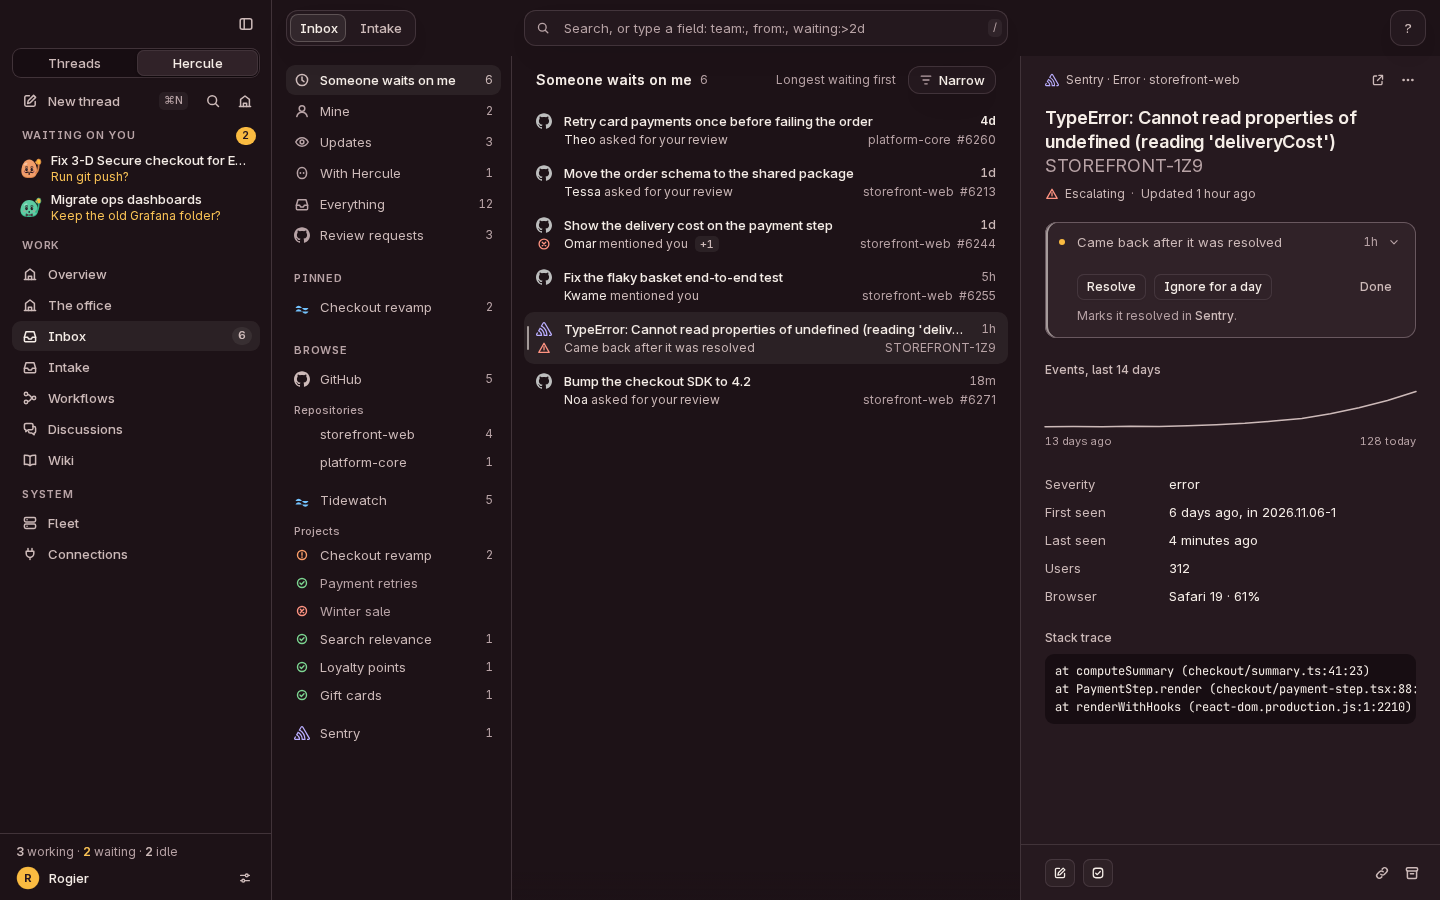 Threads
Hercule
New thread
⌘N
WAITING ON YOU
2
Fix 3-D Secure checkout for E…
Run git push?
Migrate ops dashboards
Keep the old Grafana folder?
WORK
Overview
The office
Inbox
6
Intake
Workflows
Discussions
Wiki
SYSTEM
Fleet
Connections
3 working · 2 waiting · 2 idle
R
Rogier
Inbox
Intake
Someone waits on me
6
Mine
2
Updates
3
With Hercule
1
Everything
12
Review requests
3
PINNED
Checkout revamp
2
BROWSE
GitHub
5
Repositories
storefront-web
4
platform-core
1
Tidewatch
5
Projects
Checkout revamp
2
Payment retries
Winter sale
Search relevance
1
Loyalty points
1
Gift cards
1
Sentry
1
Search, or type a field: team:, from:, waiting:>2d
/
?
Someone waits on me 6
Longest waiting first
Narrow
Retry card payments once before failing the order
4d
Theo asked for your review
platform-core #6260
Move the order schema to the shared package
1d
Tessa asked for your review
storefront-web #6213
Show the delivery cost on the payment step
1d
Omar mentioned you +1
storefront-web #6244
Fix the flaky basket end-to-end test
5h
Kwame mentioned you
storefront-web #6255
TypeError: Cannot read properties of undefined (reading 'deliv…
1h
Came back after it was resolved
STOREFRONT-1Z9
Bump the checkout SDK to 4.2
18m
Noa asked for your review
storefront-web #6271
Sentry · Error · storefront-web
TypeError: Cannot read properties of
undefined (reading 'deliveryCost')
STOREFRONT-1Z9
Escalating · Updated 1 hour ago
Came back after it was resolved
1h
Resolve
Ignore for a day
Done
Marks it resolved in Sentry.
Events, last 14 days
13 days ago
128 today
Severity
error
First seen
6 days ago, in 2026.11.06-1
Last seen
4 minutes ago
Users
312
Browser
Safari 19 · 61%
Stack trace
at computeSummary (checkout/summary.ts:41:23)
at PaymentStep.render (checkout/payment-step.tsx:88:
at renderWithHooks (react-dom.production.js:1:2210)